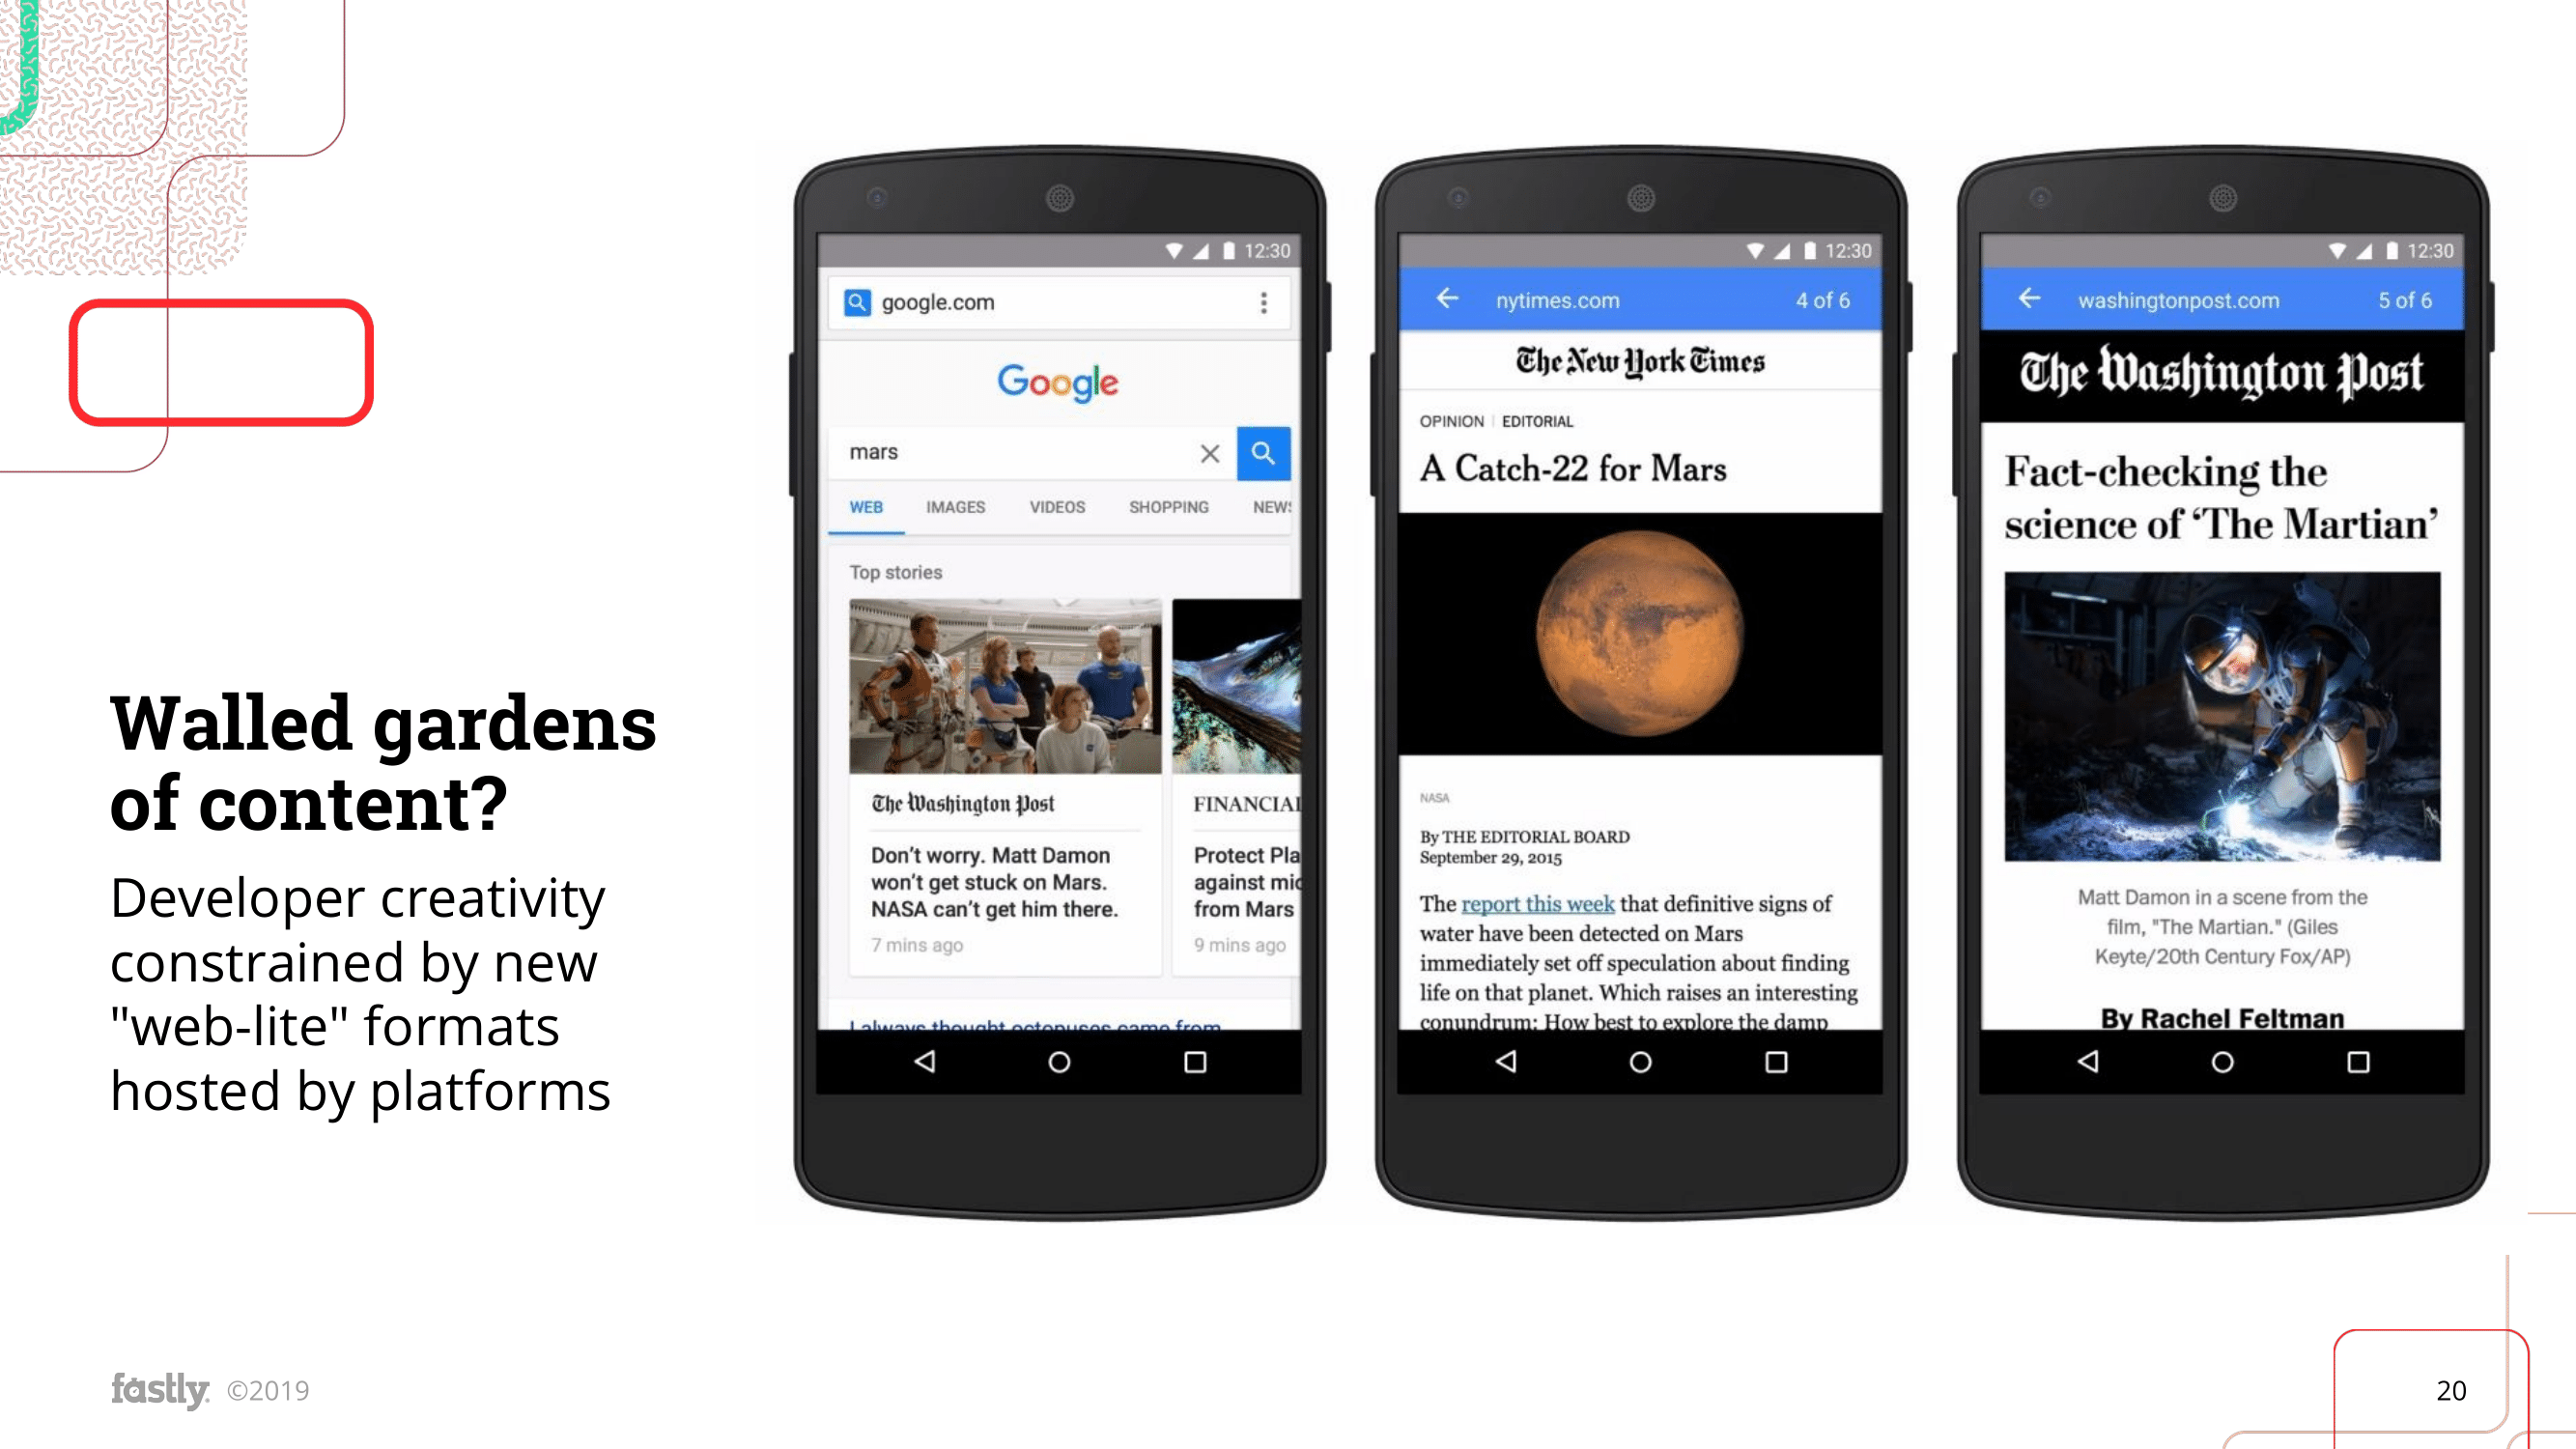 Walled gardens
of content?
Developer creativity
constrained by new
"web-lite" formats
hosted by platforms
12:30
google.com
Google
mars
WEB IMAGES VIDEOS SHOPPING NEWS
Top stories
The Washington Post
Don't worry. Matt Damon
won't get stuck on Mars.
NASA can't get him there.
7 mins ago
FINANCIAL
Protect Pla
against mic
from Mars
9 mins ago
I always thought octopuses came from
12:30
nytimes.com 4 of 6
The New York Times
OPINION | EDITORIAL
A Catch-22 for Mars
NASA
By THE EDITORIAL BOARD
September 29, 2015
The report this week that definitive signs of
water have been detected on Mars
immediately set off speculation about finding
life on that planet. Which raises an interesting
conundrum: How best to explore the damp
12:30
washingtonpost.com 5 of 6
The Washington Post
Fact-checking the
science of ‘The Martian’
Matt Damon in a scene from the
film, "The Martian." (Giles
Keyte/20th Century Fox/AP)
By Rachel Feltman
fastly ©2019
20